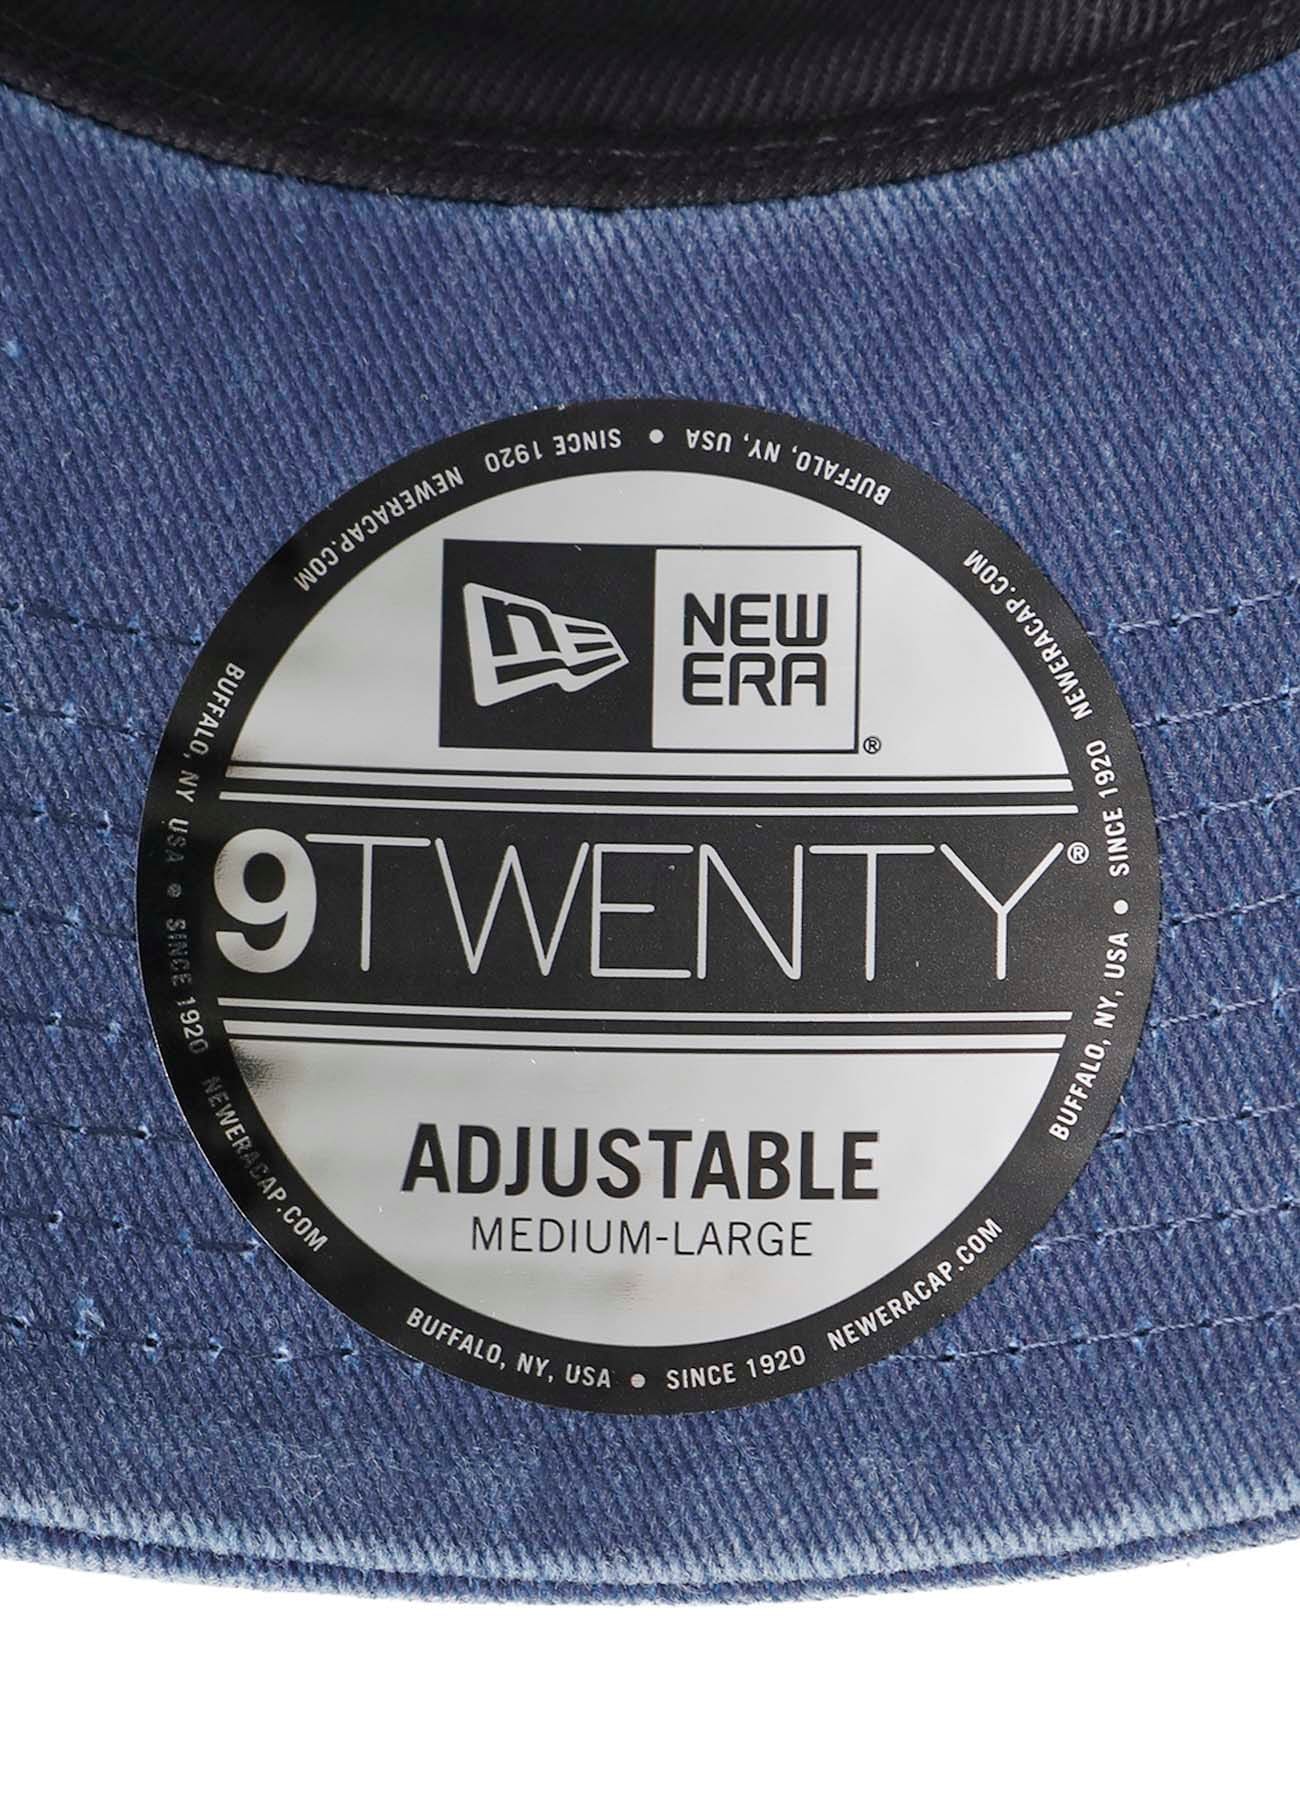 NEW
ERA
®
9TWENTY®
ADJUSTABLE
MEDIUM-LARGE
BUFFALO, NY, USA • SINCE 1920 NEWERACAP.COM
BUFFALO, NY, USA • SINCE 1920 NEWERACAP.COM
BUFFALO, NY, USA • SINCE 1920 NEWERACAP.COM
BUFFALO, NY USA • SINCE 1920 NEWERACAP.COM